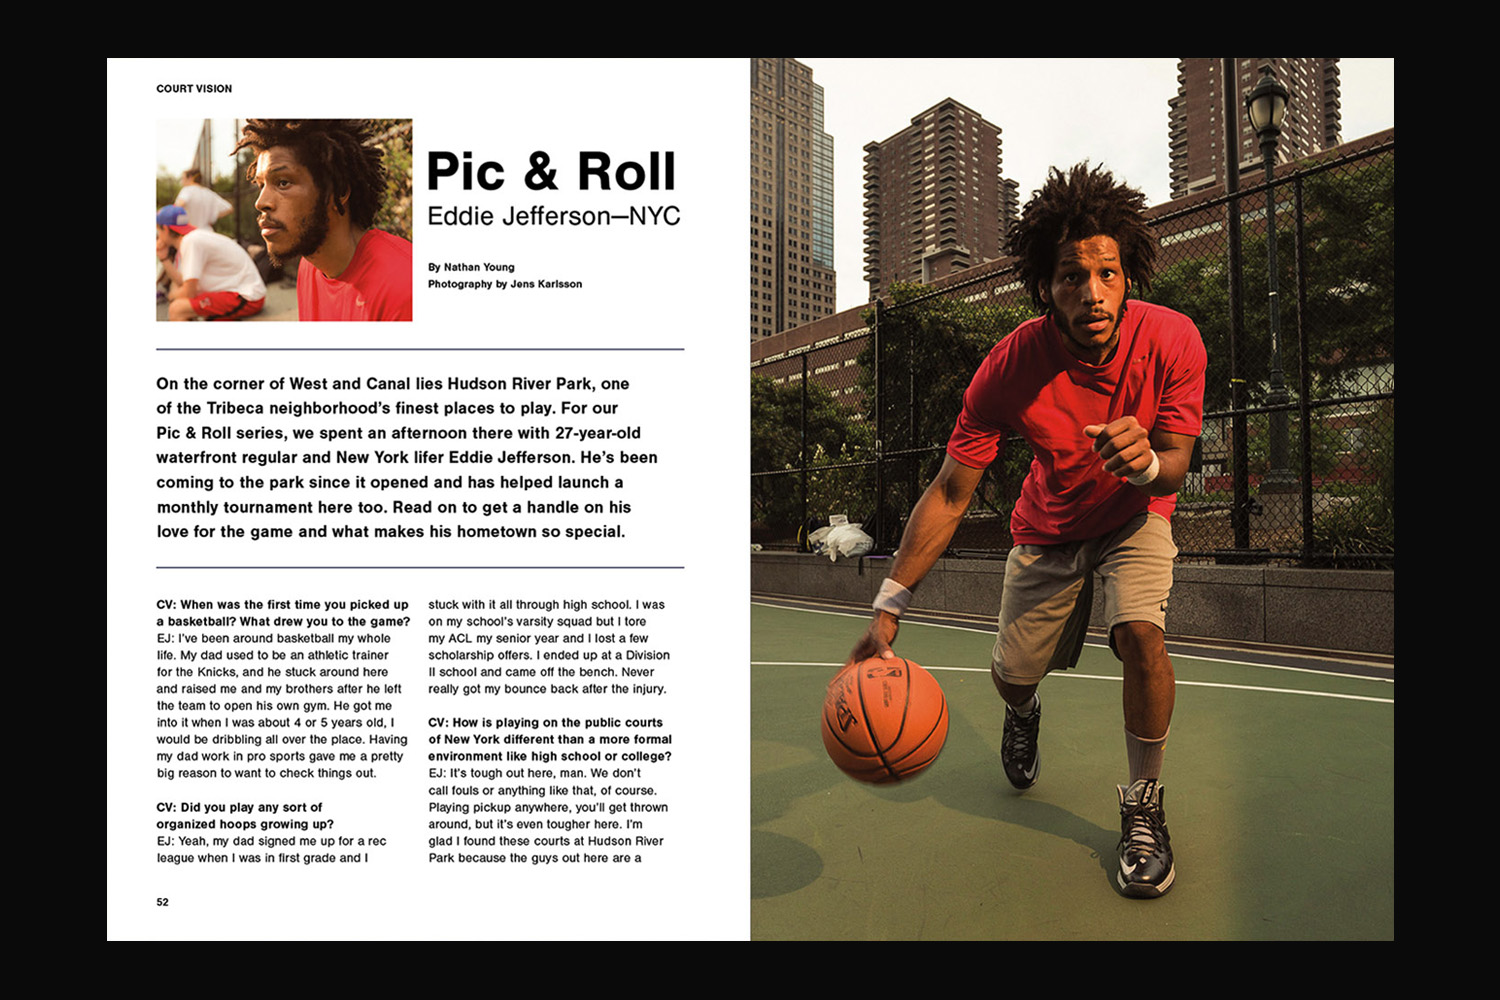 COURT VISION
Pic & Roll
Eddie Jefferson—NYC
By Nathan Young
Photography by Jens Karlsson
On the corner of West and Canal lies Hudson River Park, one
of the Tribeca neighborhood’s finest places to play. For our
Pic & Roll series, we spent an afternoon there with 27-year-old
waterfront regular and New York lifer Eddie Jefferson. He’s been
coming to the park since it opened and has helped launch a
monthly tournament here too. Read on to get a handle on his
love for the game and what makes his hometown so special.
CV: When was the first time you picked up
a basketball? What drew you to the game?
EJ: I’ve been around basketball my whole
life. My dad used to be an athletic trainer
for the Knicks, and he stuck around here
and raised me and my brothers after he left
the team to open his own gym. He got me
into it when I was about 4 or 5 years old, I
would be dribbling all over the place. Having
my dad work in pro sports gave me a pretty
big reason to want to check things out.
CV: Did you play any sort of
organized hoops growing up?
EJ: Yeah, my dad signed me up for a rec
league when I was in first grade and I
stuck with it all through high school. I was
on my school’s varsity squad but I tore
my ACL my senior year and I lost a few
scholarship offers. I ended up at a Division
II school and came off the bench. Never
really got my bounce back after the injury.
CV: How is playing on the public courts
of New York different than a more formal
environment like high school or college?
EJ: It’s tough out here, man. We don’t
call fouls or anything like that, of course.
Playing pickup anywhere, you’ll get thrown
around, but it’s even tougher here. I’m
glad I found these courts at Hudson River
Park because the guys out here are a
52